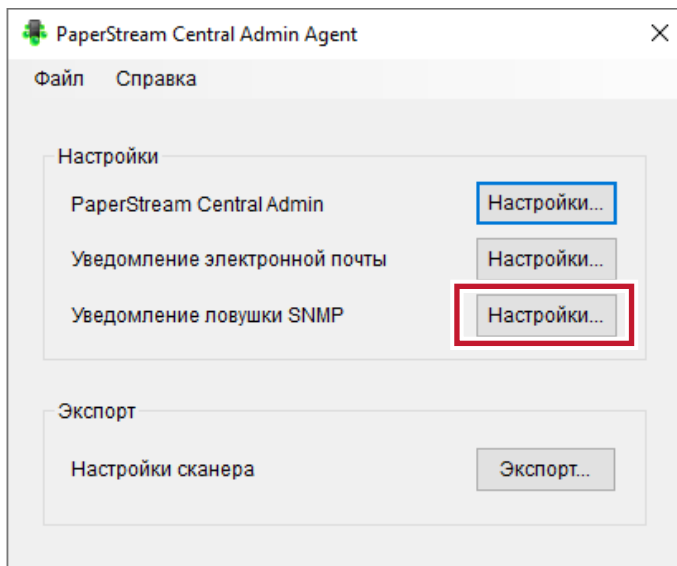 PaperStream Central Admin Agent
Файл Справка
Настройки
PaperStream Central Admin Настройки...
Уведомление электронной почты Настройки...
Уведомление ловушки SNMP Настройки...
Экспорт
Настройки сканера Экспорт...